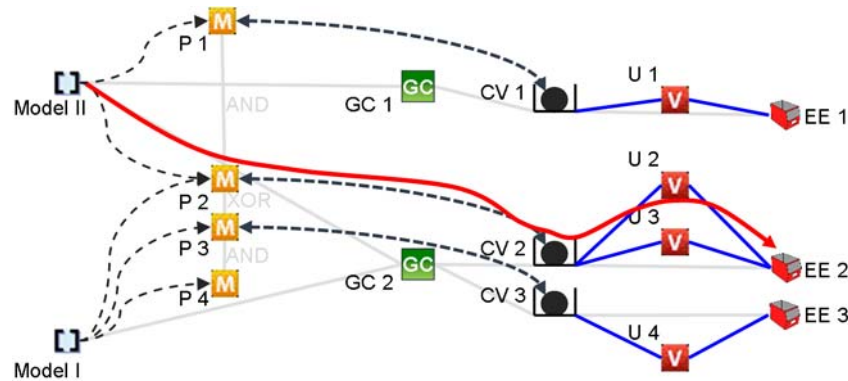 P 1
M
Model II
AND
GC 1
GC
CV 1
U 1
V
EE 1
P 2
M
XOR
U 2
V
P 3
M
U 3
V
AND
CV 2
EE 2
P 4
M
GC 2
GC
CV 3
EE 3
U 4
V
Model I